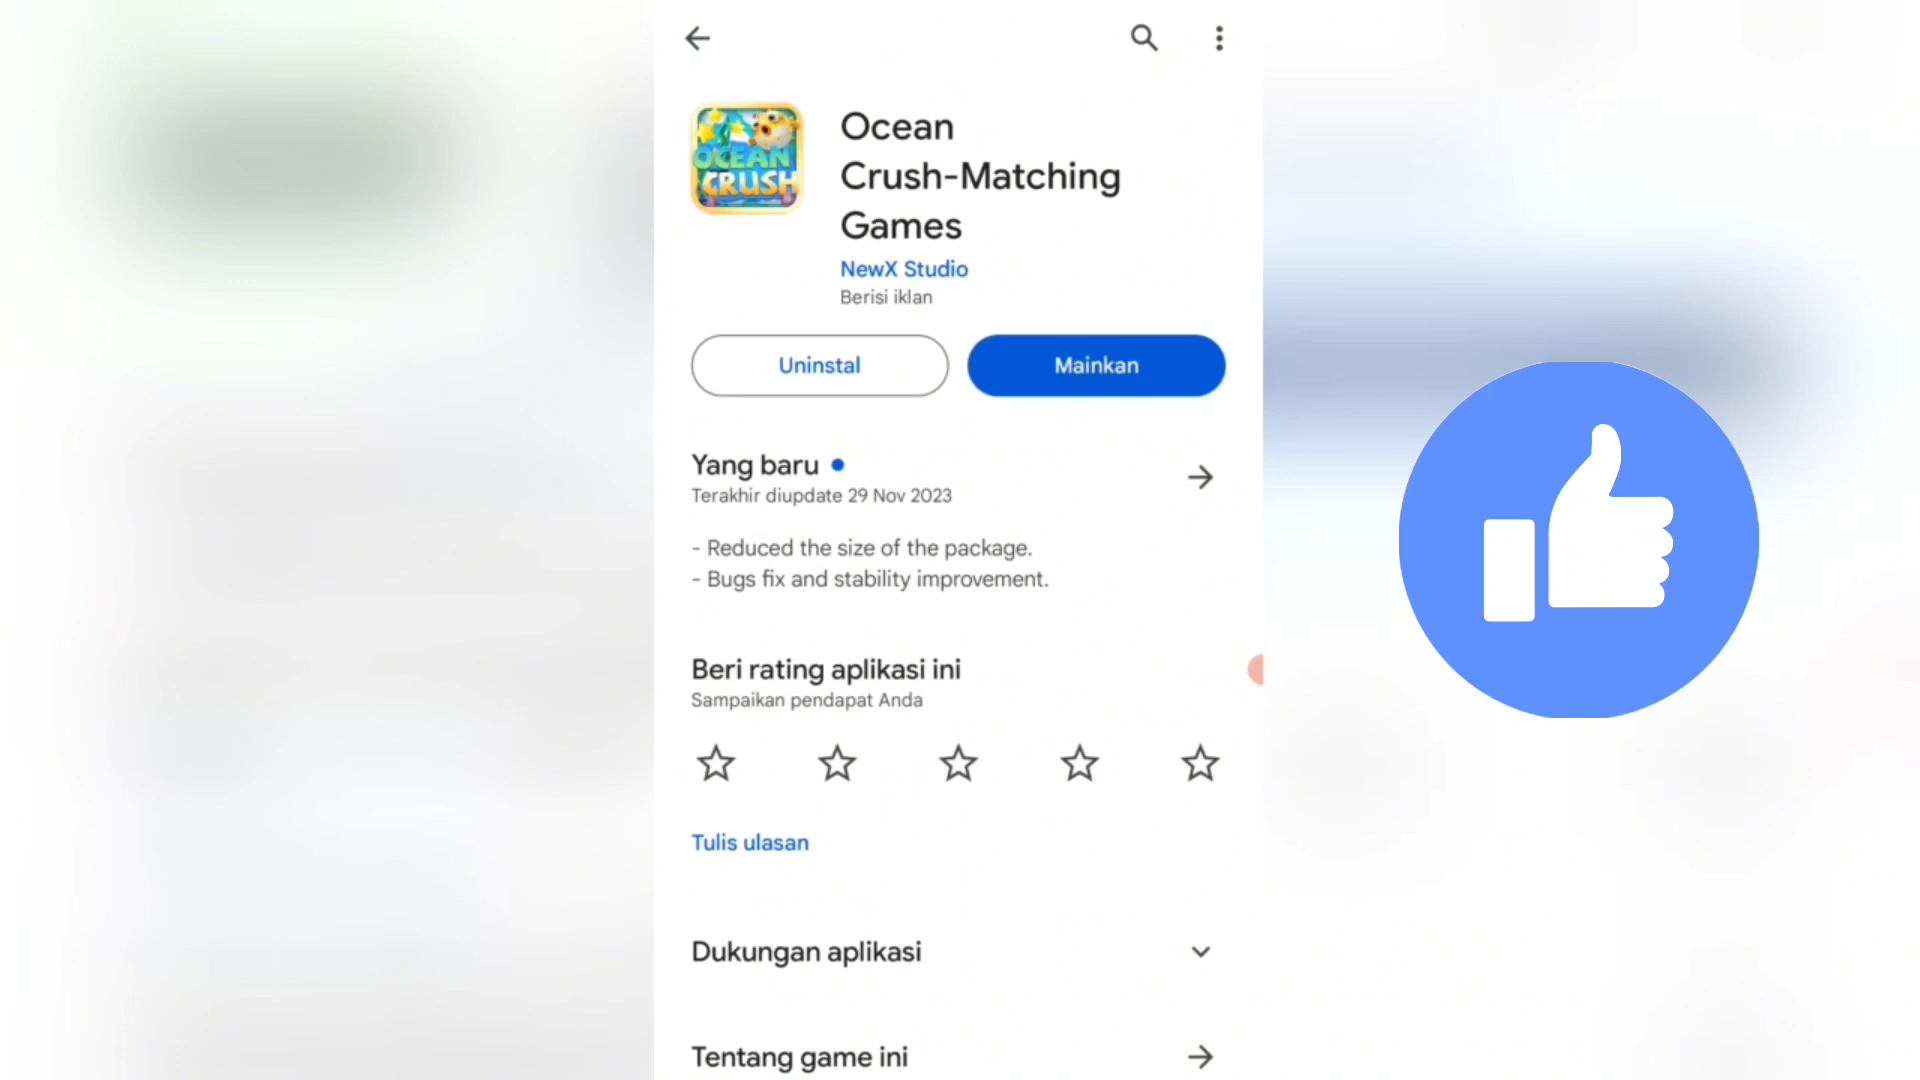 OCEAN
CRUSH
Ocean
Crush-Matching
Games
NewX Studio
Berisi iklan
Uninstal
Mainkan
Yang baru
Terakhir diupdate 29 Nov 2023
- Reduced the size of the package.
- Bugs fix and stability improvement.
Beri rating aplikasi ini
Sampaikan pendapat Anda
Tulis ulasan
Dukungan aplikasi
Tentang game ini